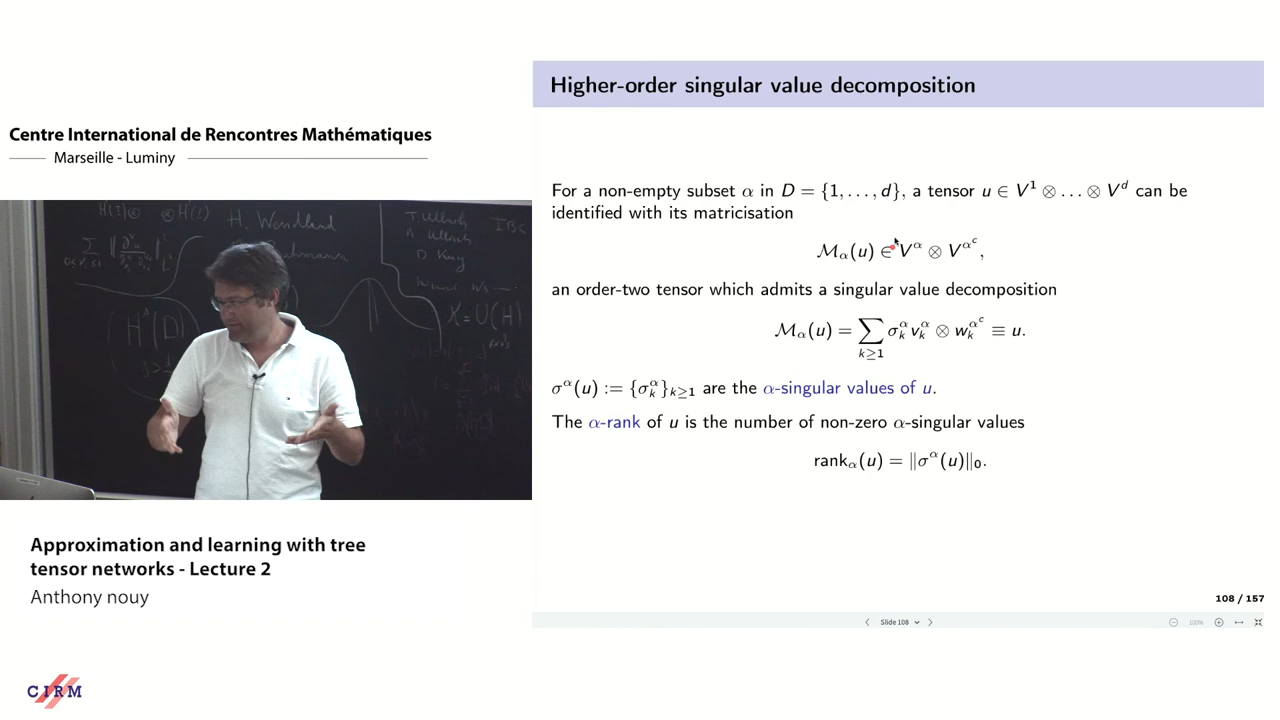 Centre International de Rencontres Mathématiques
Marseille - Luminy
H. Wendland
Approximation and learning with tree
tensor networks - Lecture 2
Anthony nouy
CIRM
Higher-order singular value decomposition
For a non-empty subset α in D = {1, . . . , d}, a tensor u ∈ V¹ ⊗ . . . ⊗ Vᵈ can be
identified with its matricisation
ℳ_α(u) ∈ V^α ⊗ V^{α^c},
an order-two tensor which admits a singular value decomposition
ℳ_α(u) = ∑_{k≥1} σ_k^α v_k^α ⊗ w_k^{α^c} ≡ u.
σ^α(u) := {σ_k^α}_{k≥1} are the α-singular values of u.
The α-rank of u is the number of non-zero α-singular values
rank_α(u) = ‖σ^α(u)‖₀.
108 / 157
Slide 108
100%